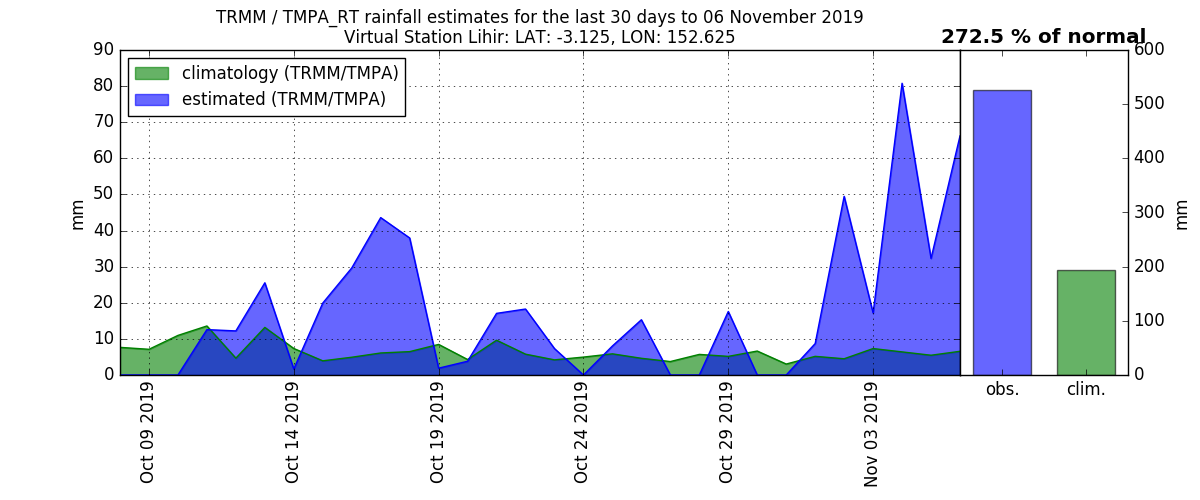 TRMM / TMPA_RT rainfall estimates for the last 30 days to 06 November 2019
Virtual Station Lihir: LAT: -3.125, LON: 152.625
272.5 % of normal
climatology (TRMM/TMPA)
estimated (TRMM/TMPA)
mm
90
80
70
60
50
40
30
20
10
0
Oct 09 2019
Oct 14 2019
Oct 19 2019
Oct 24 2019
Oct 29 2019
Nov 03 2019
obs.
clim.
600
500
400
300
200
100
0
mm